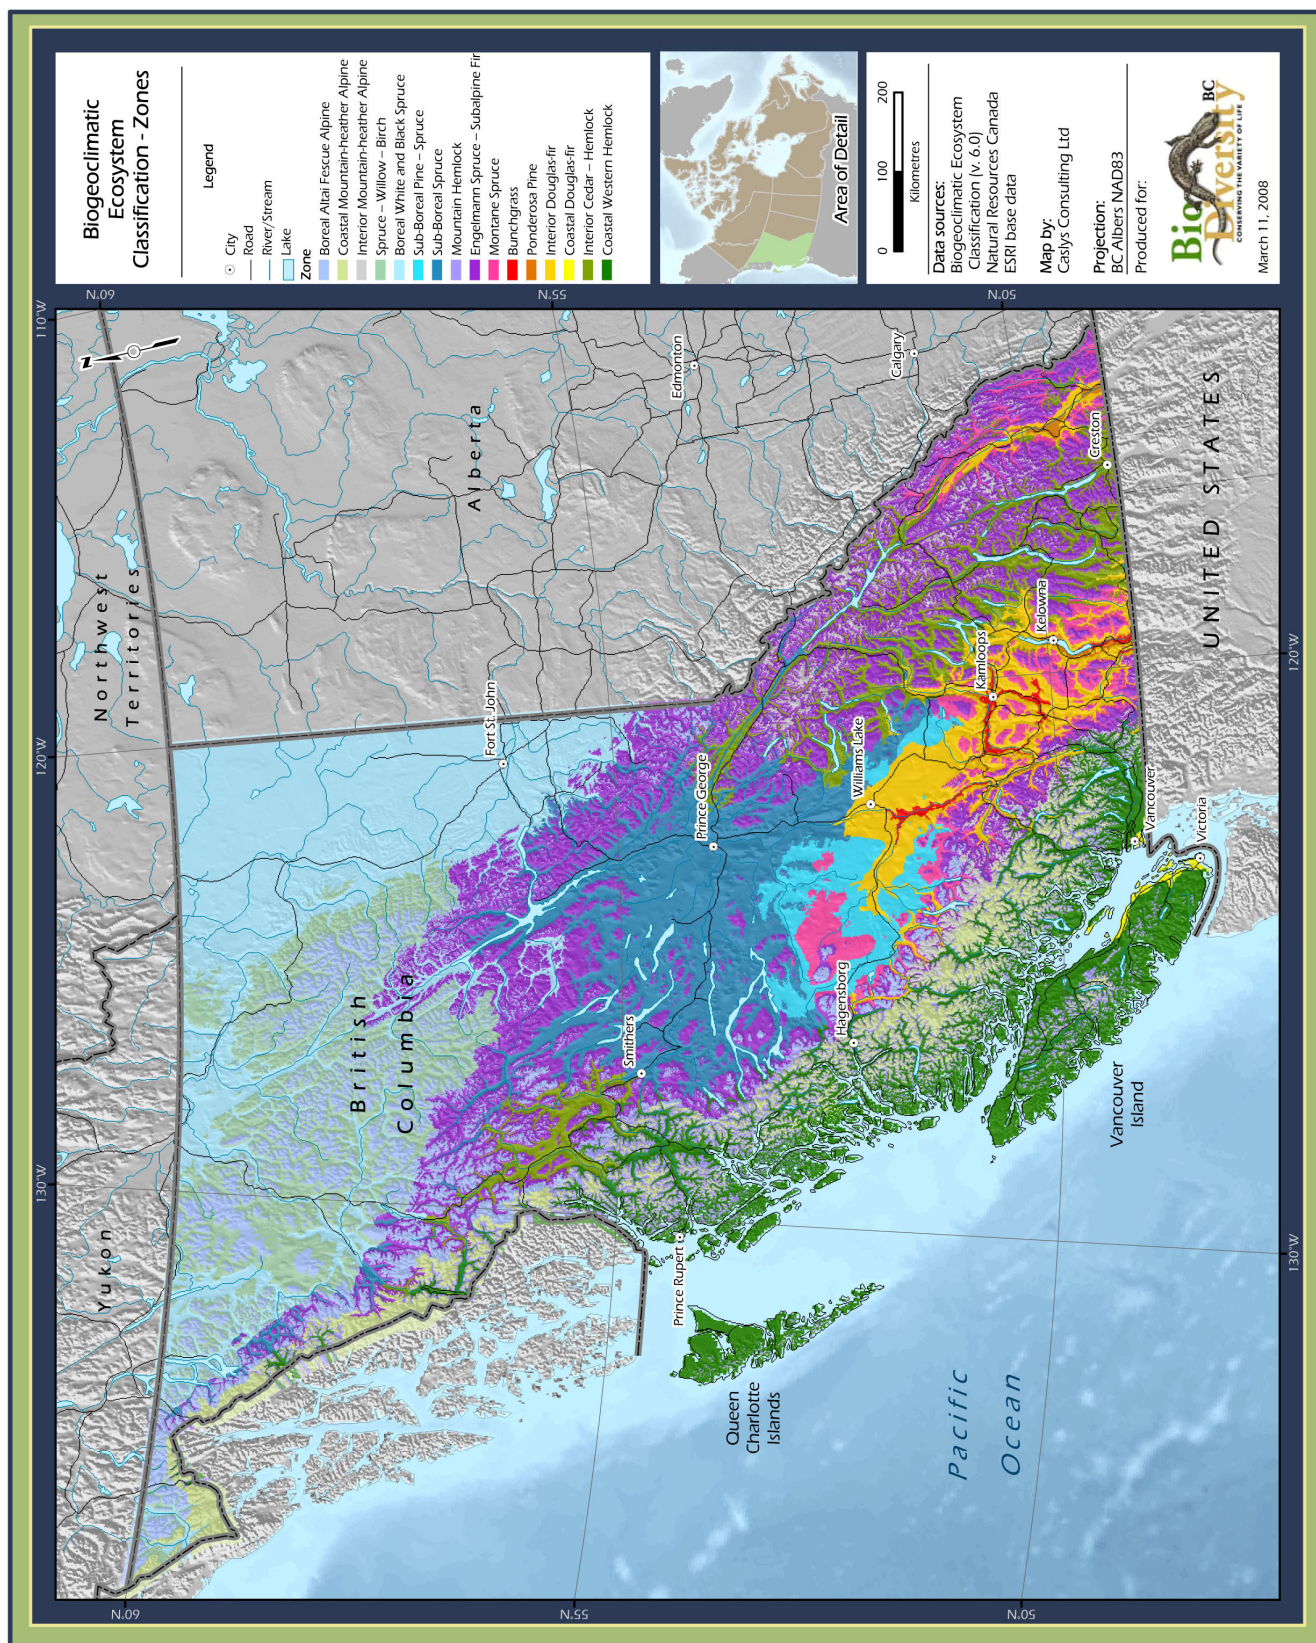 Biogeoclimatic
Ecosystem
Classification - Zones
Legend
City
Road
River/Stream
Lake
Zone
Boreal Altai Fescue Alpine
Coastal Mountain-heather Alpine
Interior Mountain-heather Alpine
Spruce – Willow – Birch
Boreal White and Black Spruce
Sub-Boreal Pine – Spruce
Sub-Boreal Spruce
Mountain Hemlock
Engelmann Spruce – Subalpine Fir
Montane Spruce
Bunchgrass
Ponderosa Pine
Interior Douglas-fir
Coastal Douglas-fir
Interior Cedar – Hemlock
Coastal Western Hemlock
Area of Detail
0 100 200
Kilometres
Data sources:
Biogeoclimatic Ecosystem
Classification (v. 6.0)
Natural Resources Canada
ESRI base data
Map by:
Caslys Consulting Ltd
Projection:
BC Albers NAD83
Produced for:
BioDiversity BC
CONSERVING THE VARIETY OF LIFE
March 11, 2008
130°W
120°W
110°W
60°N
60°N
55°N
55°N
50°N
50°N
130°W
120°W
N
Yukon
Northwest
Territories
British
Columbia
Alberta
UNITED STATES
Pacific
Ocean
Queen
Charlotte
Islands
Vancouver
Island
Fort St. John
Prince George
Smithers
Prince Rupert
Hagensborg
Williams Lake
Kamloops
Kelowna
Creston
Vancouver
Victoria
Edmonton
Calgary